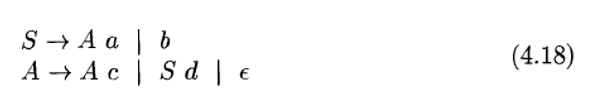 S → A a | b
A → A c | S d | ϵ
(4.18)